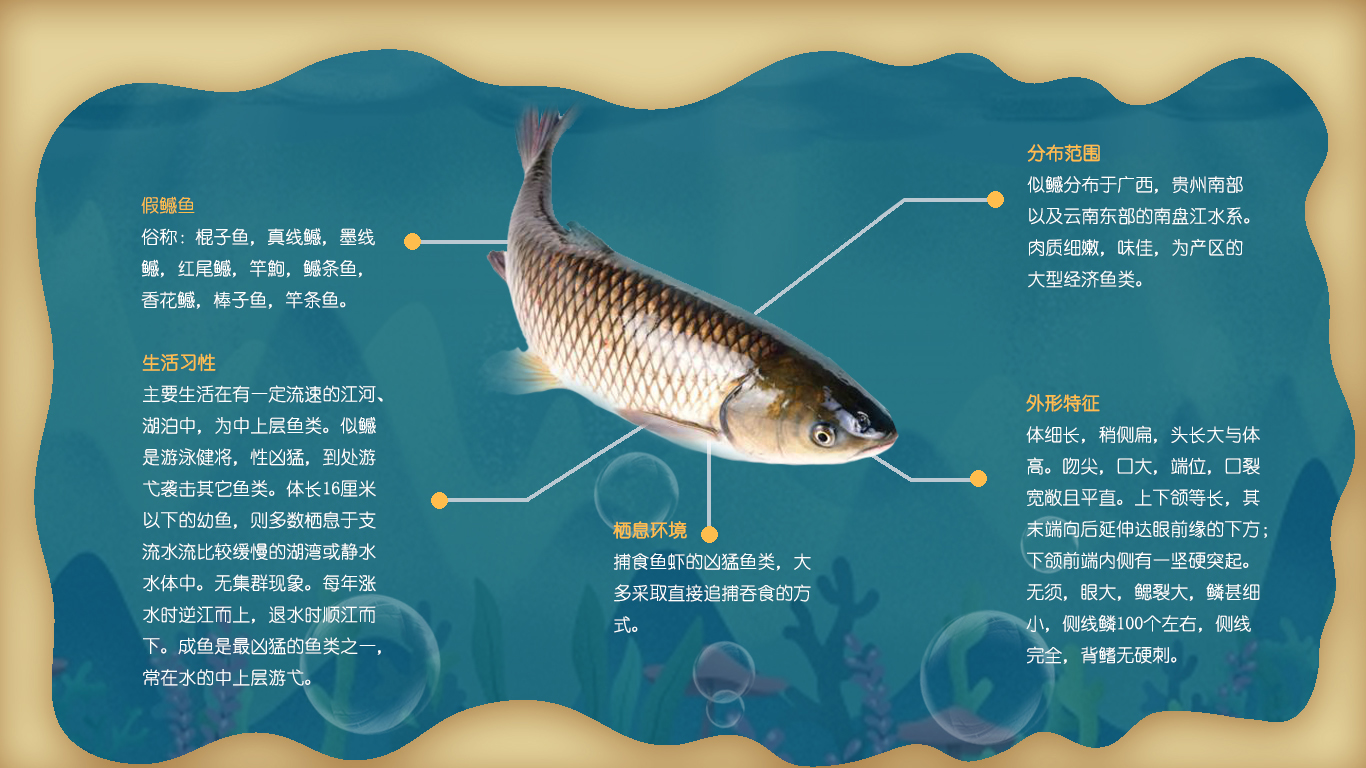 假鳡鱼
俗称：棍子鱼，真线鳡，墨线
鳡，红尾鳡，竿鮈，鳡条鱼，
香花鳡，棒子鱼，竿条鱼。
生活习性
主要生活在有一定流速的江河、
湖泊中，为中上层鱼类。似鳡
是游泳健将，性凶猛，到处游
弋袭击其它鱼类。体长16厘米
以下的幼鱼，则多数栖息于支
流水流比较缓慢的湖湾或静水
水体中。无集群现象。每年涨
水时逆江而上，退水时顺江而
下。成鱼是最凶猛的鱼类之一，
常在水的中上层游弋。
栖息环境
捕食鱼虾的凶猛鱼类，大
多采取直接追捕吞食的方
式。
分布范围
似鳡分布于广西，贵州南部
以及云南东部的南盘江水系。
肉质细嫩，味佳，为产区的
大型经济鱼类。
外形特征
体细长，稍侧扁，头长大与体
高。吻尖，口大，端位，口裂
宽敞且平直。上下颌等长，其
末端向后延伸达眼前缘的下方；
下颌前端内侧有一坚硬突起。
无须，眼大，鳃裂大，鳞甚细
小，侧线鳞100个左右，侧线
完全，背鳍无硬刺。